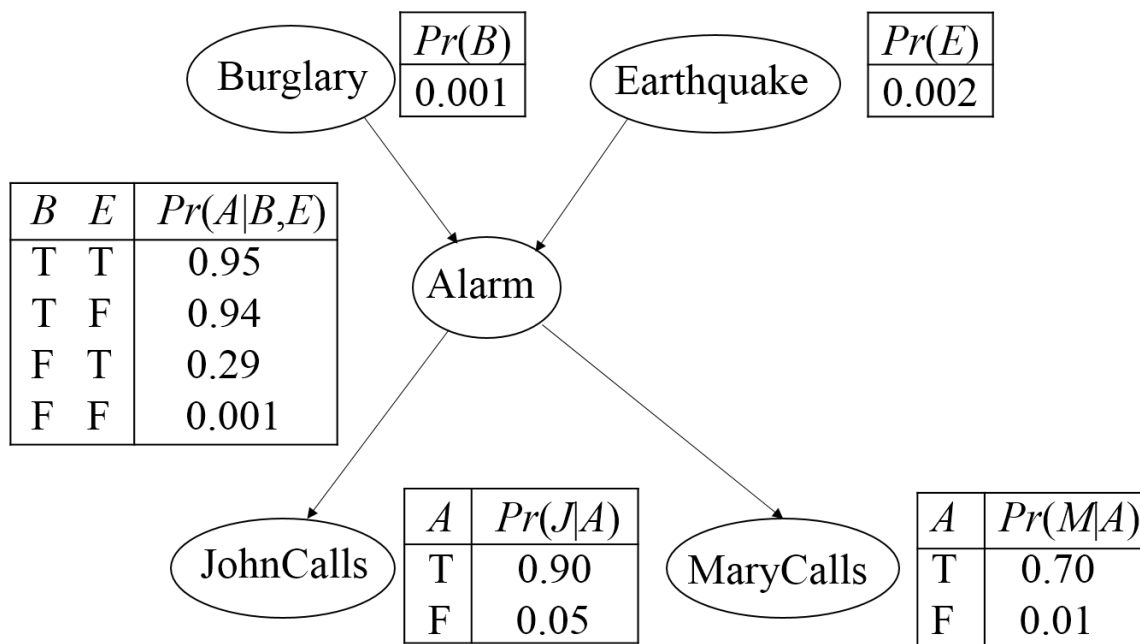 Burglary
Pr(B)
0.001
Earthquake
Pr(E)
0.002
B E Pr(A|B,E)
T T 0.95
T F 0.94
F T 0.29
F F 0.001
Alarm
JohnCalls
A Pr(J|A)
T 0.90
F 0.05
MaryCalls
A Pr(M|A)
T 0.70
F 0.01